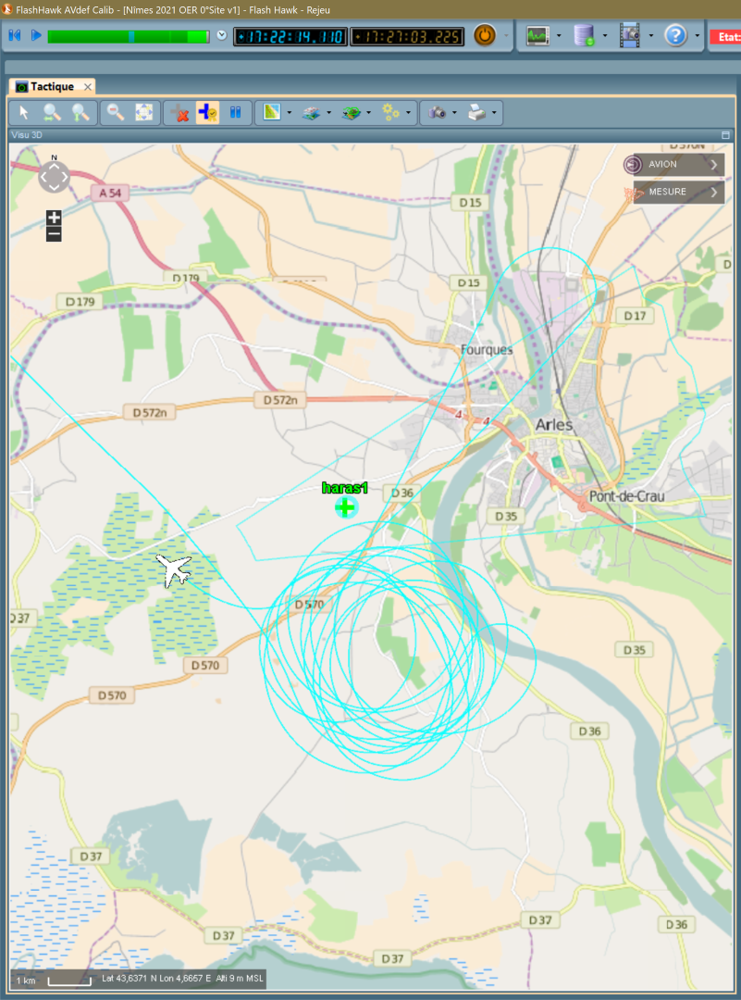 FlashHawk AVdef Calib - [Nîmes 2021 OER 0°Site v1] - Flash Hawk - Rejeu
17:22:14.110
17:27:03.225
Etat:
Tactique
Visu 3D
N
AVION
MESURE
A 54
D 15
D 179
D 15
D 179
D 17
Fourques
D 572n
D 572n
4
4
Arles
haras1
D 36
Pont-de-Crau
D 35
D 570
D 37
D 35
D 570
D 570
D 36
D 37
D 37
D 36
D 37
D 37
1 km
Lat 43,6371 N Lon 4,6657 E Alti 9 m MSL